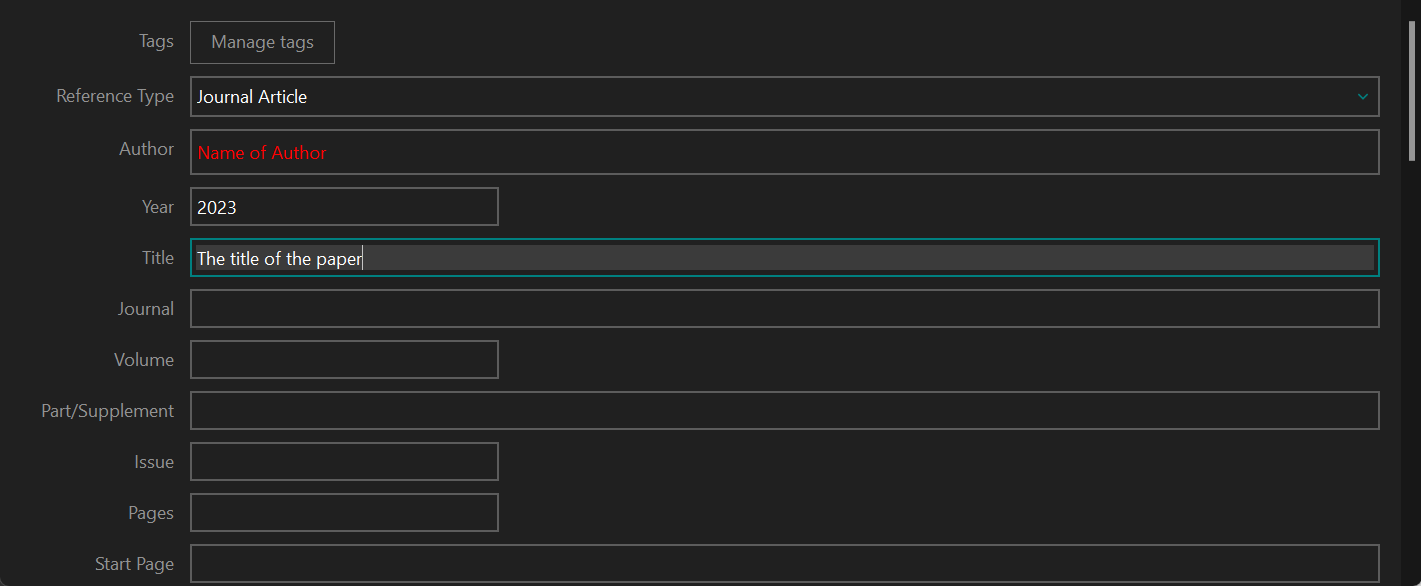 Tags Manage tags
Reference Type Journal Article
Author Name of Author
Year 2023
Title The title of the paper
Journal
Volume
Part/Supplement
Issue
Pages
Start Page